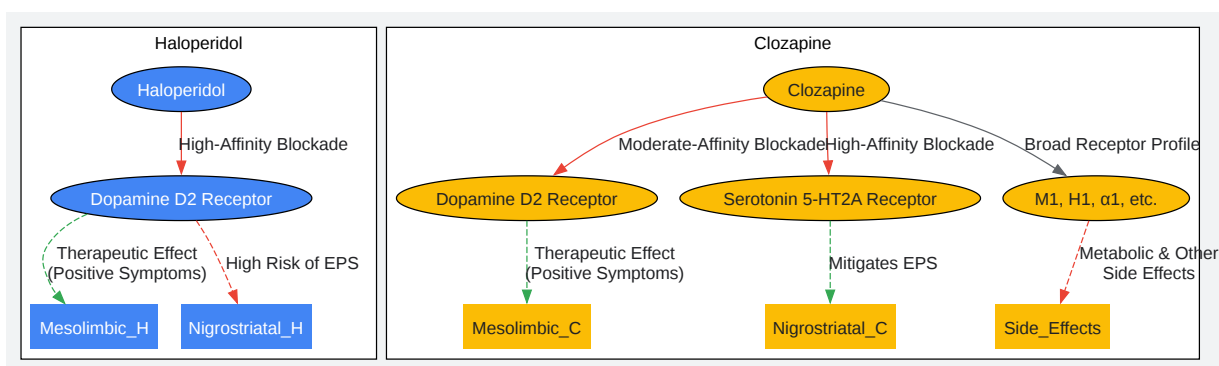 Haloperidol
Haloperidol
High-Affinity Blockade
Dopamine D2 Receptor
Therapeutic Effect
(Positive Symptoms)
High Risk of EPS
Mesolimbic_H
Nigrostriatal_H
Clozapine
Clozapine
Moderate-Affinity Blockade
High-Affinity Blockade
Broad Receptor Profile
Dopamine D2 Receptor
Serotonin 5-HT2A Receptor
M1, H1, α1, etc.
Therapeutic Effect
(Positive Symptoms)
Mitigates EPS
Metabolic & Other
Side Effects
Mesolimbic_C
Nigrostriatal_C
Side_Effects